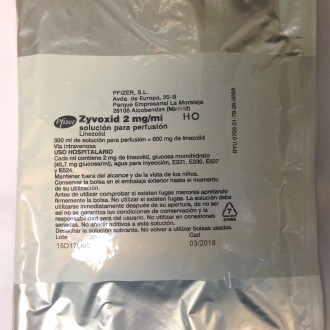 PFIZER, S.L.
Avda. de Europa, 20-B
Parque Empresarial La Moraleja
28108 Alcobendas (Madrid)
Pfizer
Zyvoxid 2 mg/ml
HO
solución para perfusión
Linezolid
300 ml de solución para perfusión = 600 mg de linezolid
Vía intravenosa
USO HOSPITALARIO
Cada ml contiene 2 mg de linezolid, glucosa monohidrato
(45,7 mg glucosa/ml), agua para inyección, E331, E330, E507
y E524.
Mantener fuera del alcance y de la vista de los niños.
Conservar la bolsa en el embalaje exterior hasta el momento de
su empleo.
Antes de usar comprobar si existen fugas menores apretando
firmemente la bolsa. Si existen fugas, no utilizar. Debe
utilizarse inmediatamente después de su apertura, de no ser
así no se garantiza las condiciones de conservación en uso y
será responsabilidad del usuario. No utilizar en conexiones
seriadas. No añadir aditivos a esta solución.
Desechar la solución sobrante. No volver a utilizar bolsas usadas.
Lote
Cad
03/2018
7